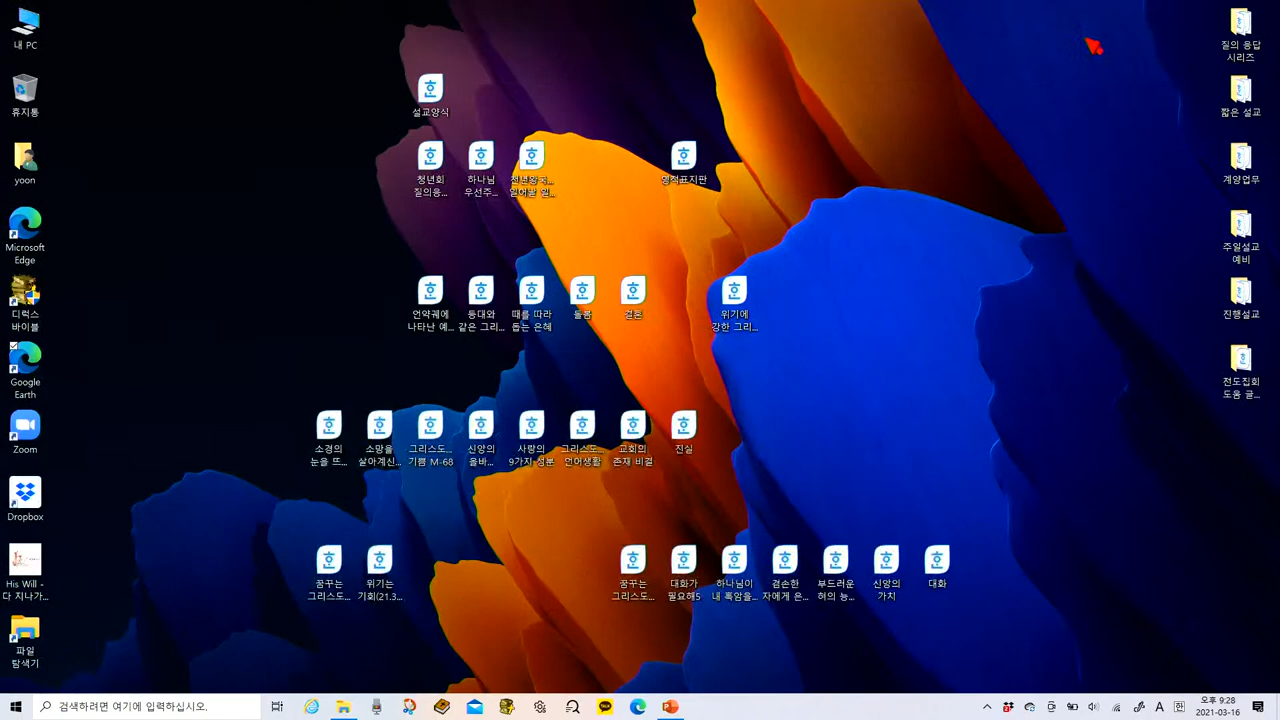 내 PC
휴지통
yoon
Microsoft
Edge
디럭스
바이블
Google
Earth
Zoom
Dropbox
His Will -
다 지나가...
파일
탐색기
설교양식
청년회
질의응...
하나님
우선주...
천년왕국...
일어날 일...
영적표지판
언약궤에
나타난 예...
등대와
같은 그리...
때를 따라
돕는 은혜
돌봄
결혼
위기에
강한 그리...
소경의
눈을 뜨...
소망을
살아계신...
그리스도...
기쁨 M-68
신앙의
올바...
사랑의
9가지 성분
그리스도...
언어생활
교회의
존재 비결
진실
꿈꾸는
그리스도...
위기는
기회(21.3...
꿈꾸는
그리스도...
대화가
필요해5
하나님이
내 흑암을...
겸손한
자에게 은...
부드러운
혀의 능...
신앙의
가치
대화
질의 응답
시리즈
짧은 설교
계양업무
주일설교
예비
진행설교
전도집회
도움 글...
검색하려면 여기에 입력하십시오.
A
한
오후 9:28
2021-03-16